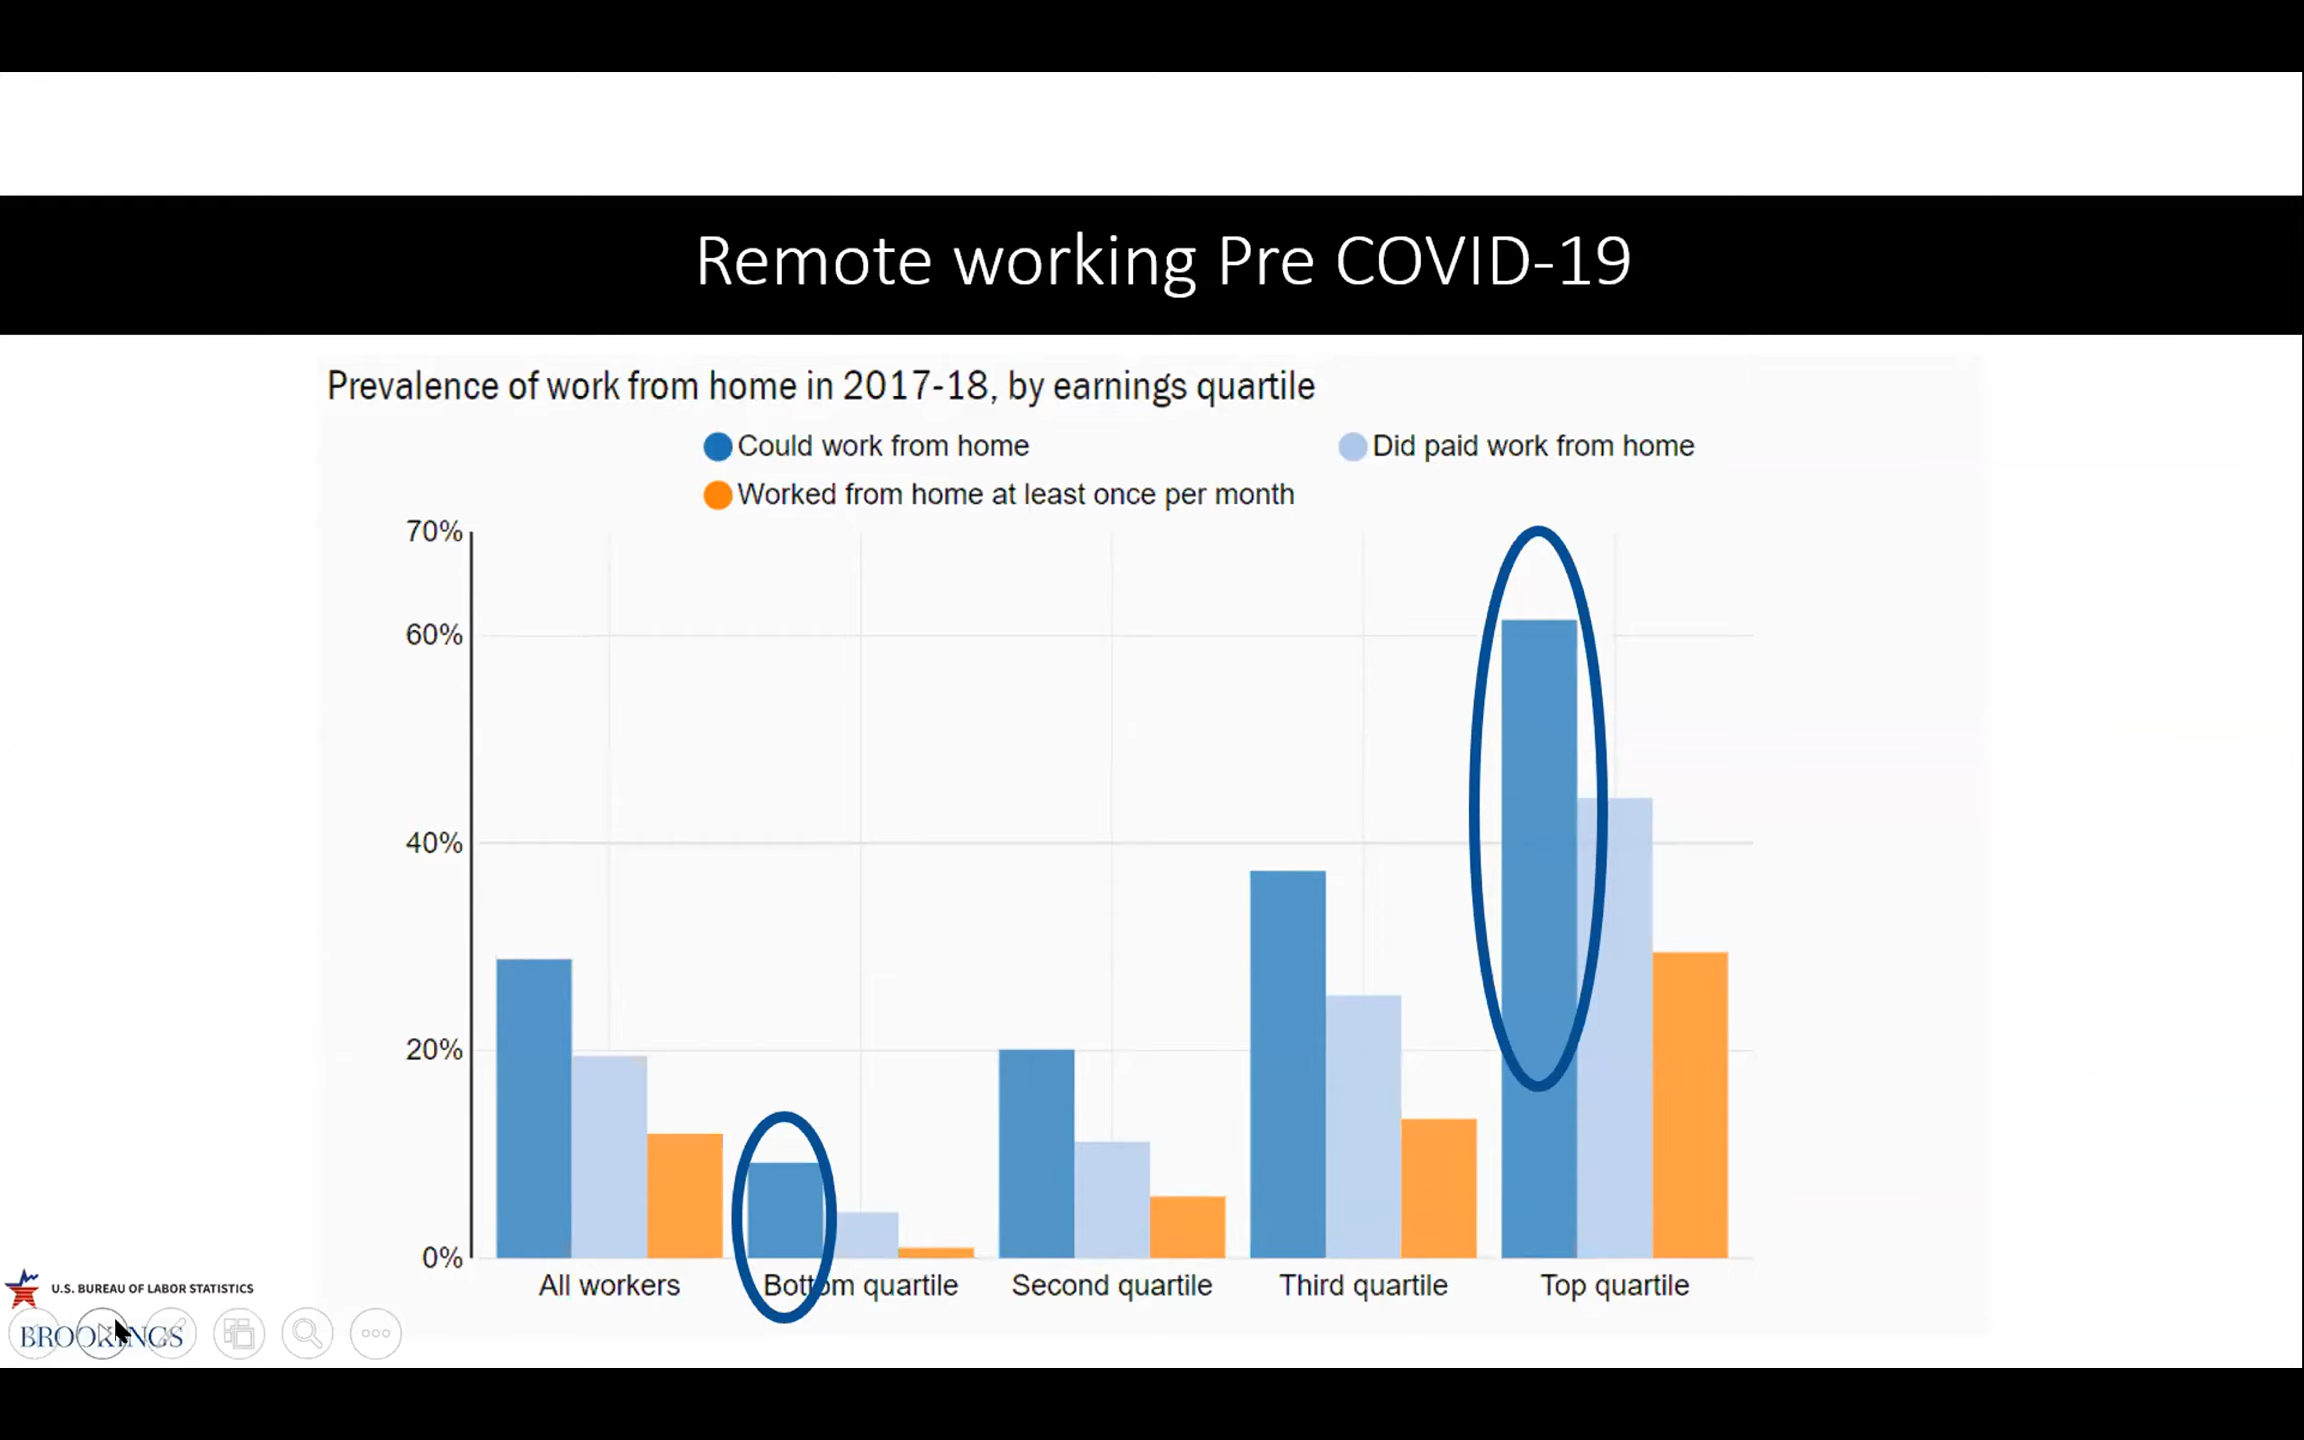 Remote working Pre COVID-19
Prevalence of work from home in 2017-18, by earnings quartile
Could work from home
Did paid work from home
Worked from home at least once per month
70%
60%
40%
20%
0%
All workers
Bottom quartile
Second quartile
Third quartile
Top quartile
U.S. BUREAU OF LABOR STATISTICS
BROOKINGS